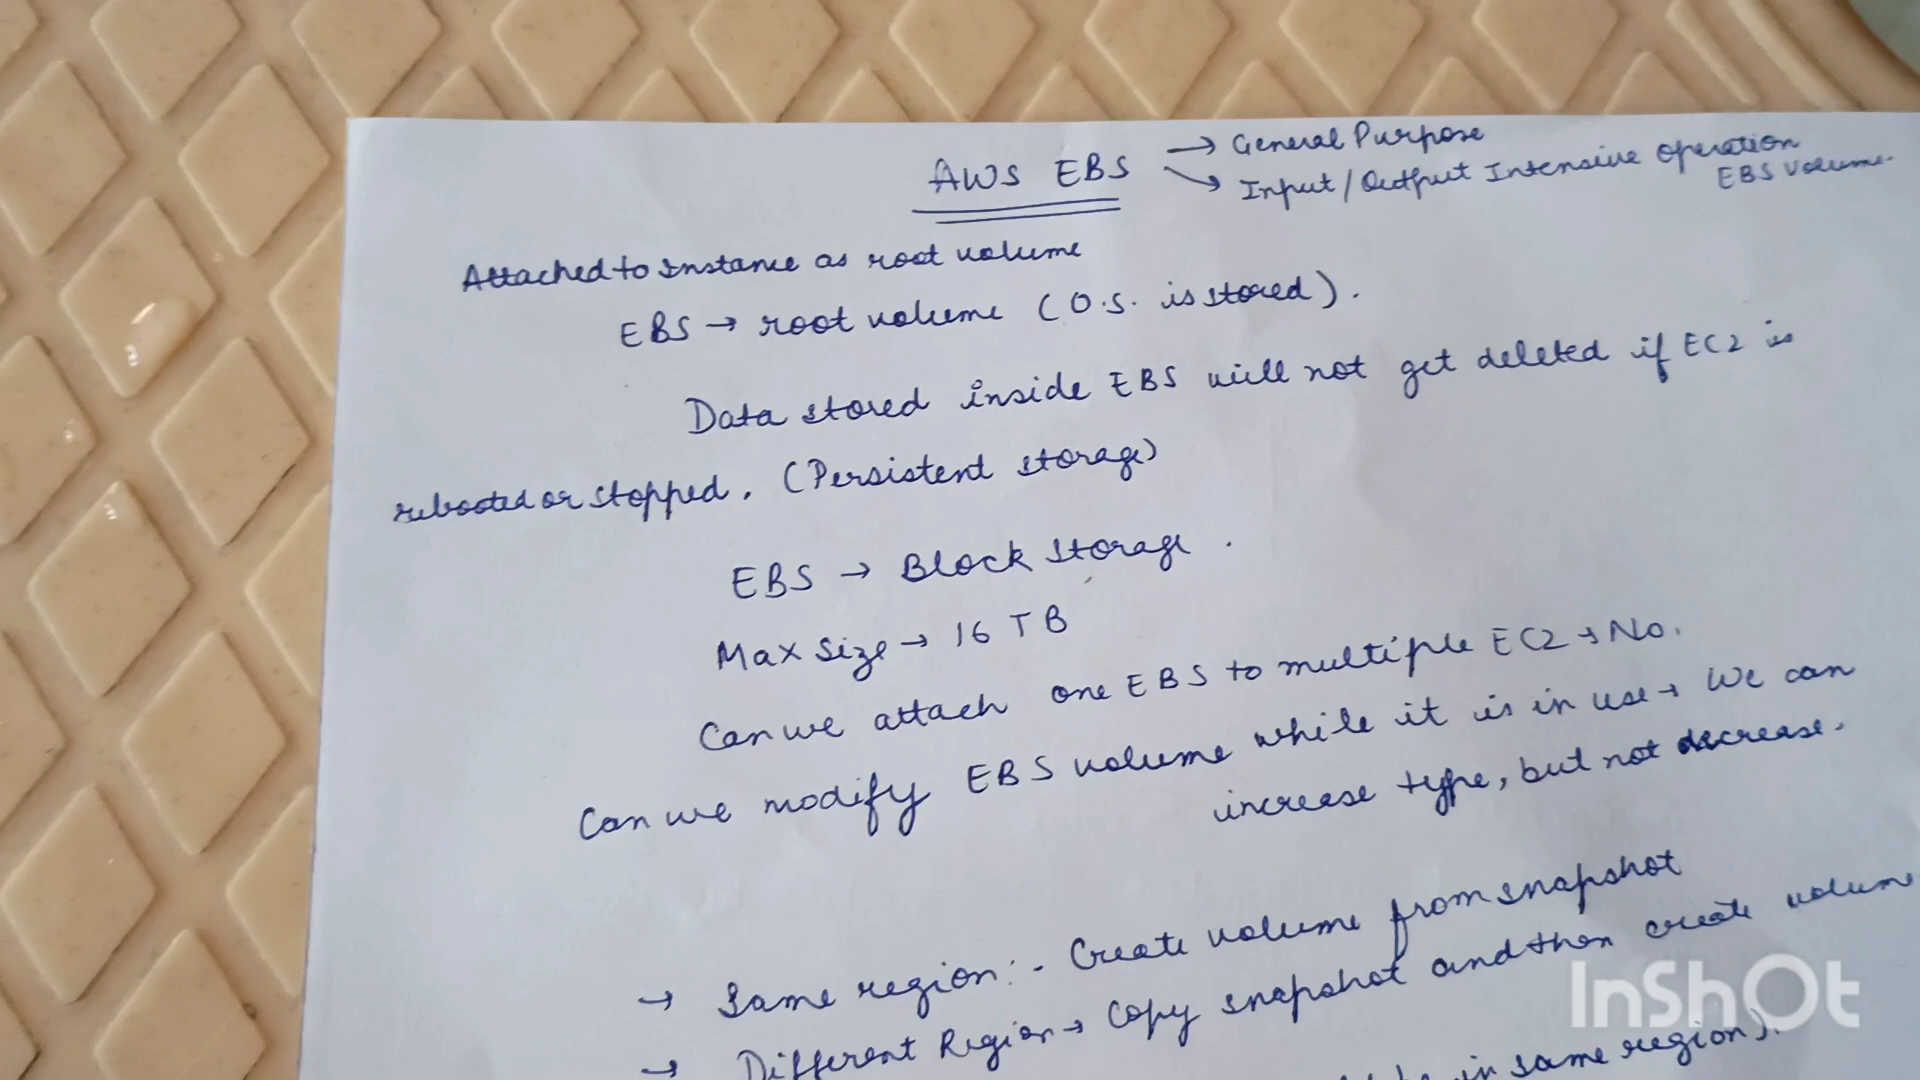 AWS EBS → General Purpose
→ Input/Output Intensive operation
EBS Volume.
Attached to Instance as root volume
EBS → root volume (O.S. is stored).
Data stored inside EBS will not get deleted if EC2 is
rebooted or stopped. (Persistent storage)
EBS → Block storage.
Max Size → 16 TB
Can we attach one EBS to multiple EC2 → No.
Can we modify EBS volume while it is in use → We can
increase type, but not decrease.
→ Same region:- Create volume from snapshot
→ Different Region → Copy snapshot and then create volume
in same region).
InShOt